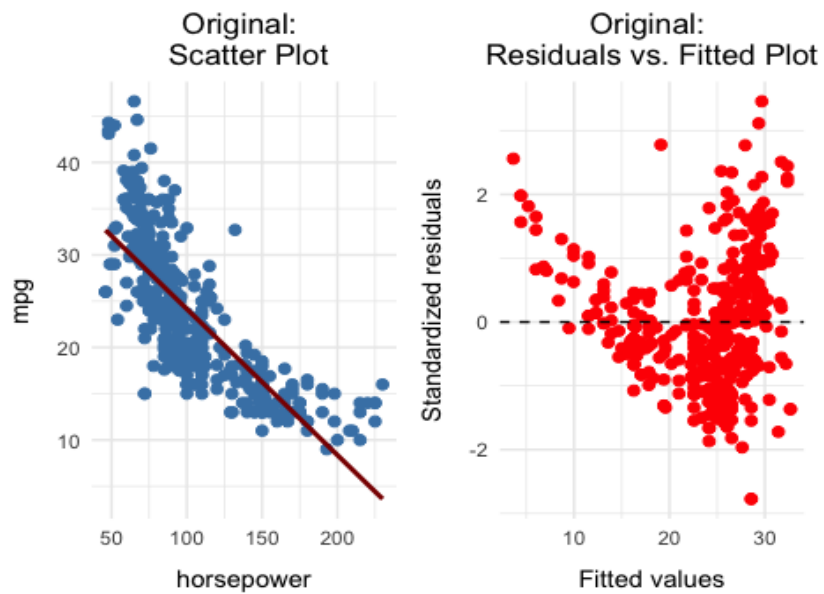 Original:
Scatter Plot
40
30
20
10
mpg
50 100 150 200
horsepower
Original:
Residuals vs. Fitted Plot
2
0
-2
Standardized residuals
10 20 30
Fitted values